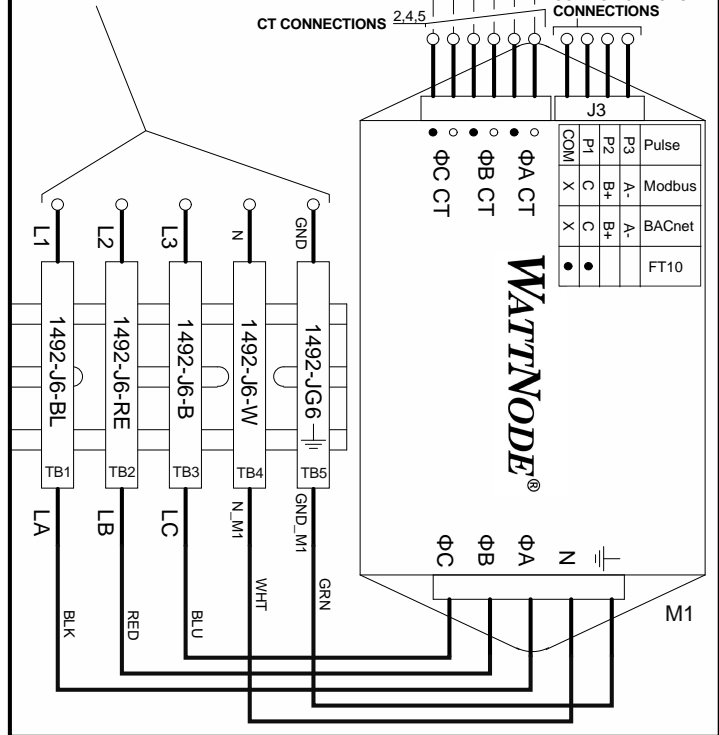 CT CONNECTIONS 2,4,5
CONNECTIONS
J3
COM P1 P2 P3 Pulse
X C B+ A- Modbus
X C B+ A- BACnet
● ● FT10
ΦC CT ΦB CT ΦA CT
WATTNODE®
L1 L2 L3 N GND
1492-J6-BL 1492-J6-RE 1492-J6-B 1492-J6-W 1492-JG6
TB1 TB2 TB3 TB4 TB5
LA LB LC N_M1 GND_M1
BLK RED BLU WHT GRN
ΦC ΦB ΦA N
M1